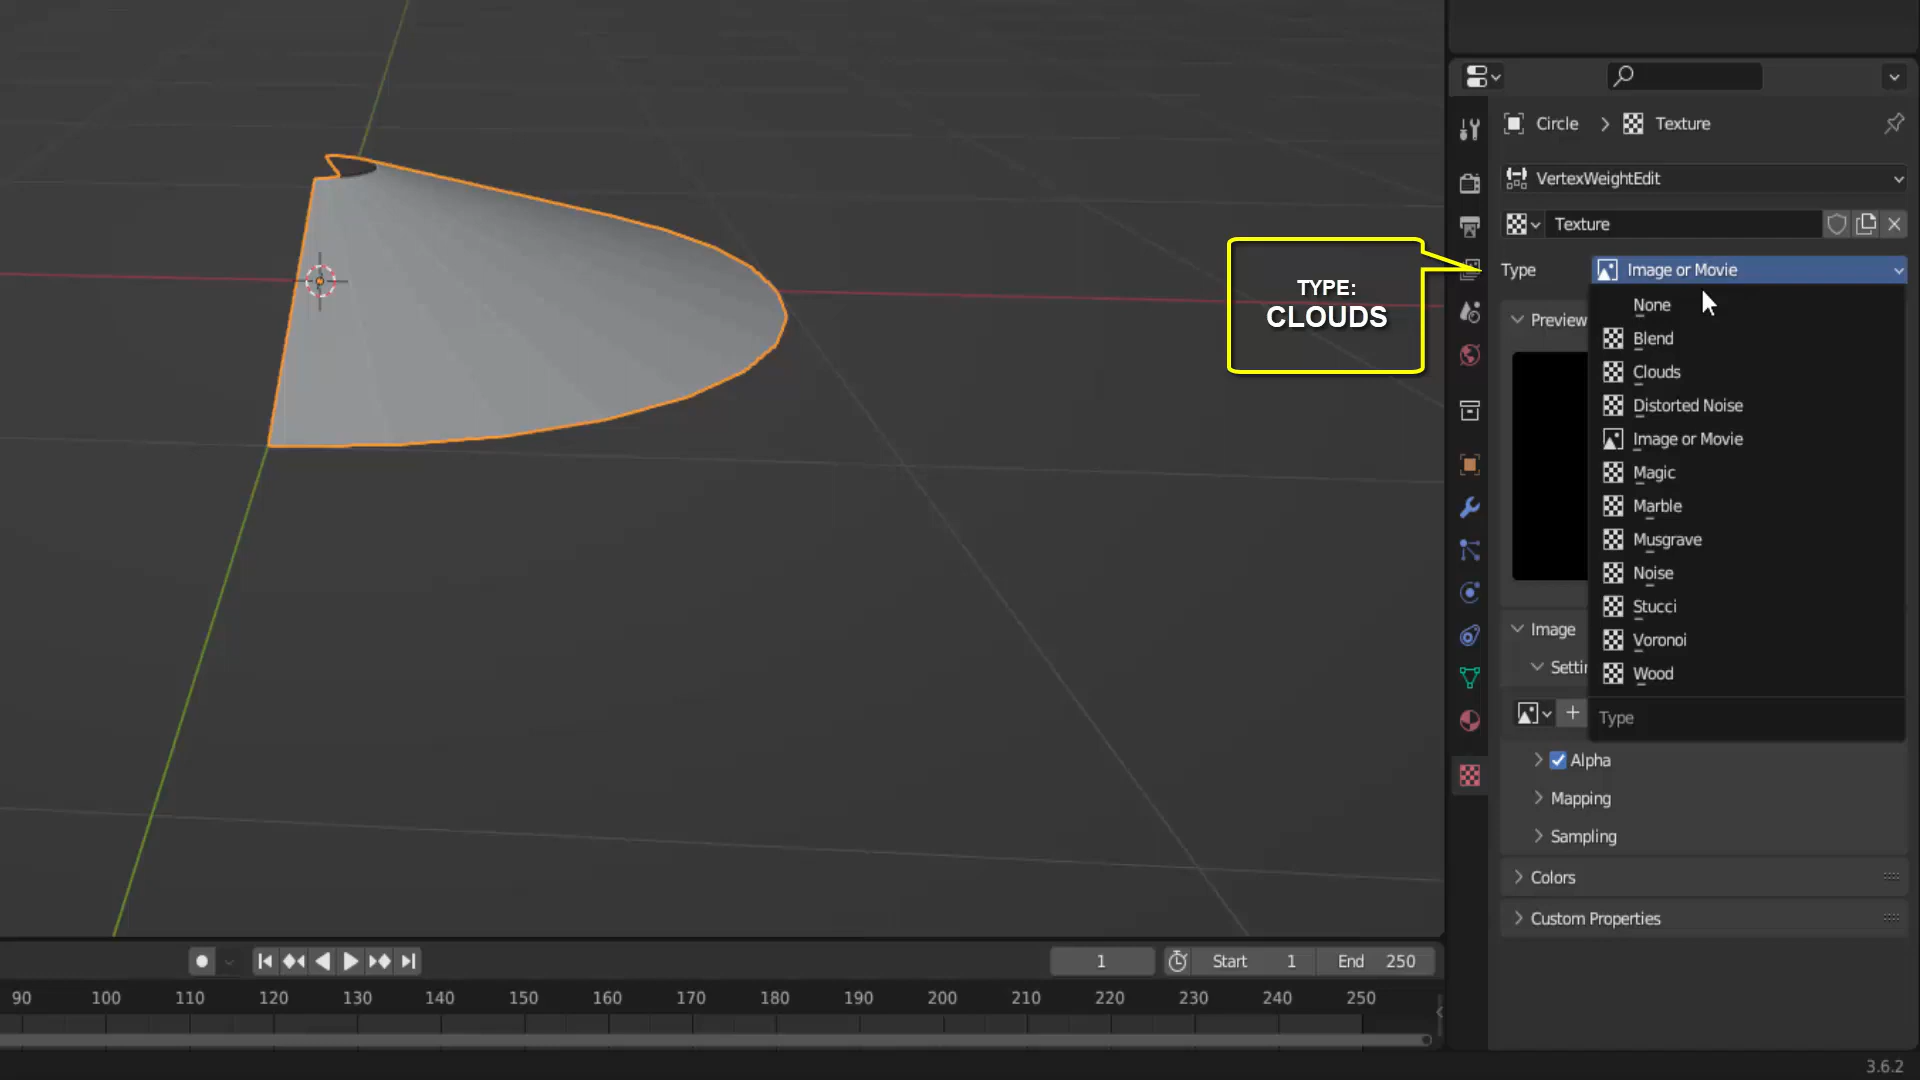 Circle > Texture
VertexWeightEdit
Texture
Type Image or Movie
TYPE:
CLOUDS
None
Preview
Blend
Clouds
Distorted Noise
Image or Movie
Magic
Marble
Musgrave
Noise
Stucci
Image
Voronoi
Settin
Wood
Type
Alpha
Mapping
Sampling
Colors
Custom Properties
1 Start 1 End 250
90 100 110 120 130 140 150 160 170 180 190 200 210 220 230 240 250
3.6.2